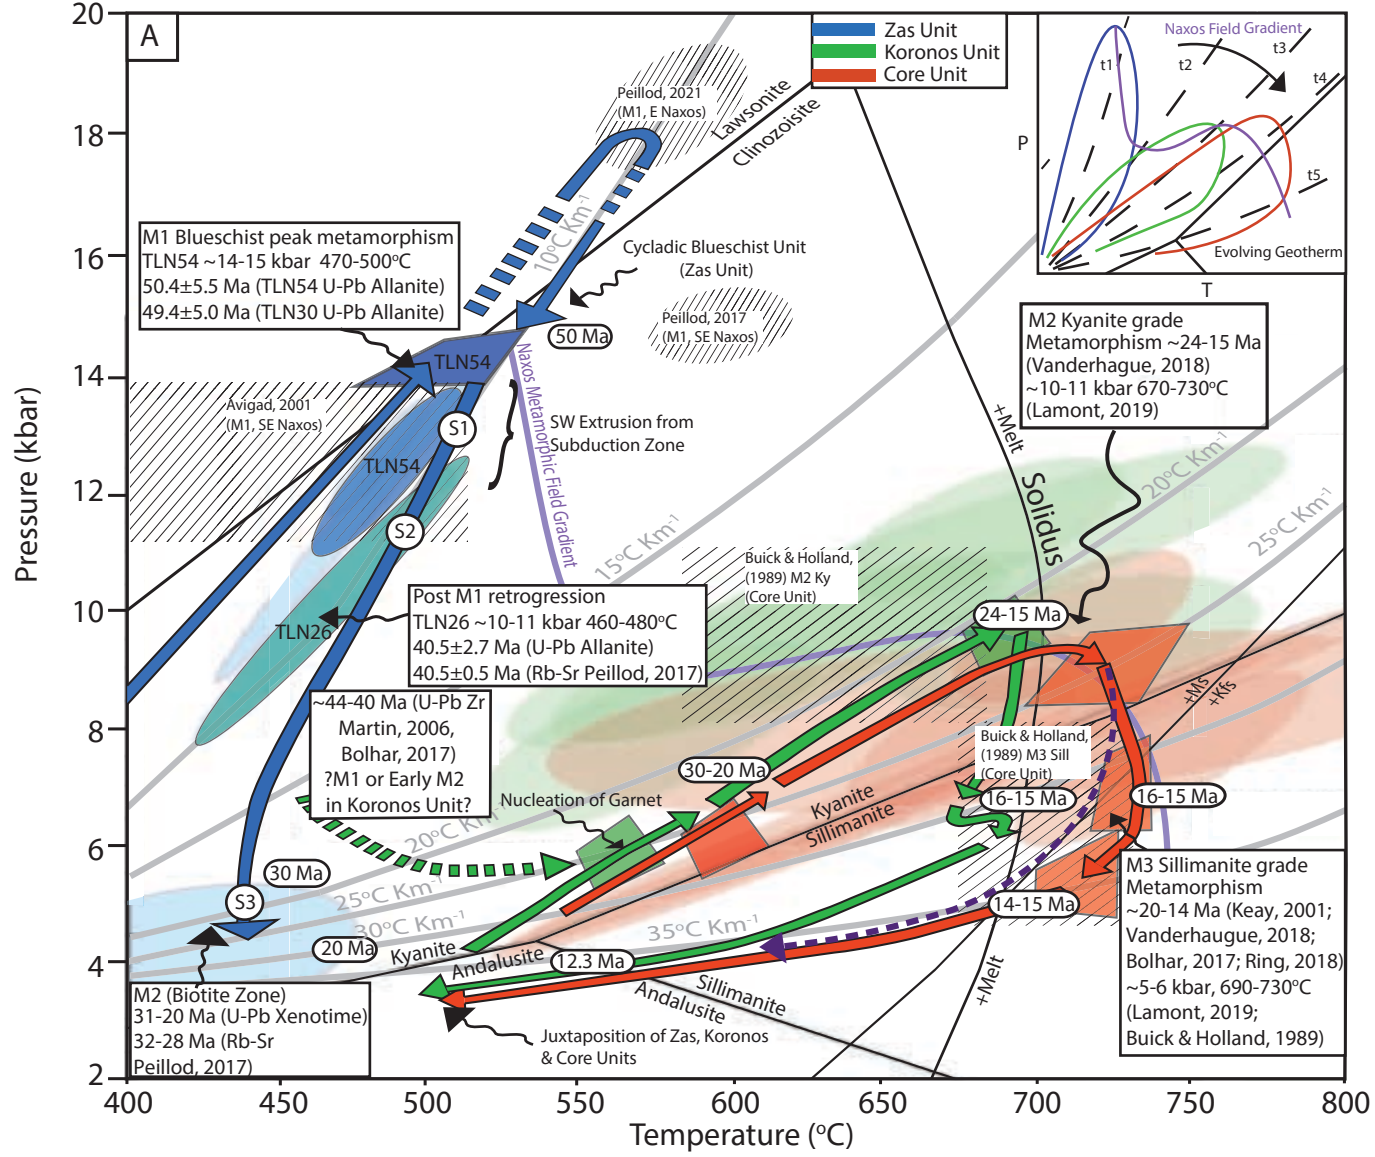 A
Zas Unit
Koronos Unit
Core Unit
Naxos Field Gradient
t1
t2
t3
t4
t5
P
T
Evolving Geotherm
Peillod, 2021
(M1, E Naxos)
Lawsonite
Clinozoisite
10°C Km-1
M1 Blueschist peak metamorphism
TLN54 ~14-15 kbar 470-500°C
50.4±5.5 Ma (TLN54 U-Pb Allanite)
49.4±5.0 Ma (TLN30 U-Pb Allanite)
Cycladic Blueschist Unit
(Zas Unit)
Peillod, 2017
(M1, SE Naxos)
50 Ma
M2 Kyanite grade
Metamorphism ~24-15 Ma
(Vanderhague, 2018)
~10-11 kbar 670-730°C
(Lamont, 2019)
TLN54
Avigad, 2001
(M1, SE Naxos)
S1
SW Extrusion from
Subduction Zone
Naxos Metamorphic Field Gradient
+Melt
Solidus
TLN54
S2
15°C Km-1
20°C Km-1
25°C Km-1
Buick & Holland,
(1989) M2 Ky
(Core Unit)
TLN26
Post M1 retrogression
TLN26 ~10-11 kbar 460-480°C
40.5±2.7 Ma (U-Pb Allanite)
40.5±0.5 Ma (Rb-Sr Peillod, 2017)
24-15 Ma
+Ms
+Kfs
~44-40 Ma (U-Pb Zr
Martin, 2006,
Bolhar, 2017)
?M1 or Early M2
in Koronos Unit?
Buick & Holland,
(1989) M3 Sill
(Core Unit)
30-20 Ma
Nucleation of Garnet
Kyanite
Sillimanite
16-15 Ma
16-15 Ma
20°C Km-1
25°C Km-1
30°C Km-1
35°C Km-1
30 Ma
S3
20 Ma
Kyanite
Andalusite
12.3 Ma
14-15 Ma
M3 Sillimanite grade
Metamorphism
~20-14 Ma (Keay, 2001;
Vanderhaugue, 2018;
Bolhar, 2017; Ring, 2018)
~5-6 kbar, 690-730°C
(Lamont, 2019;
Buick & Holland, 1989)
M2 (Biotite Zone)
31-20 Ma (U-Pb Xenotime)
32-28 Ma (Rb-Sr
Peillod, 2017)
Sillimanite
Andalusite
+Melt
Juxtaposition of Zas, Koronos
& Core Units
Pressure (kbar)
20
18
16
14
12
10
8
6
4
2
400
450
500
550
600
650
700
750
800
Temperature (°C)